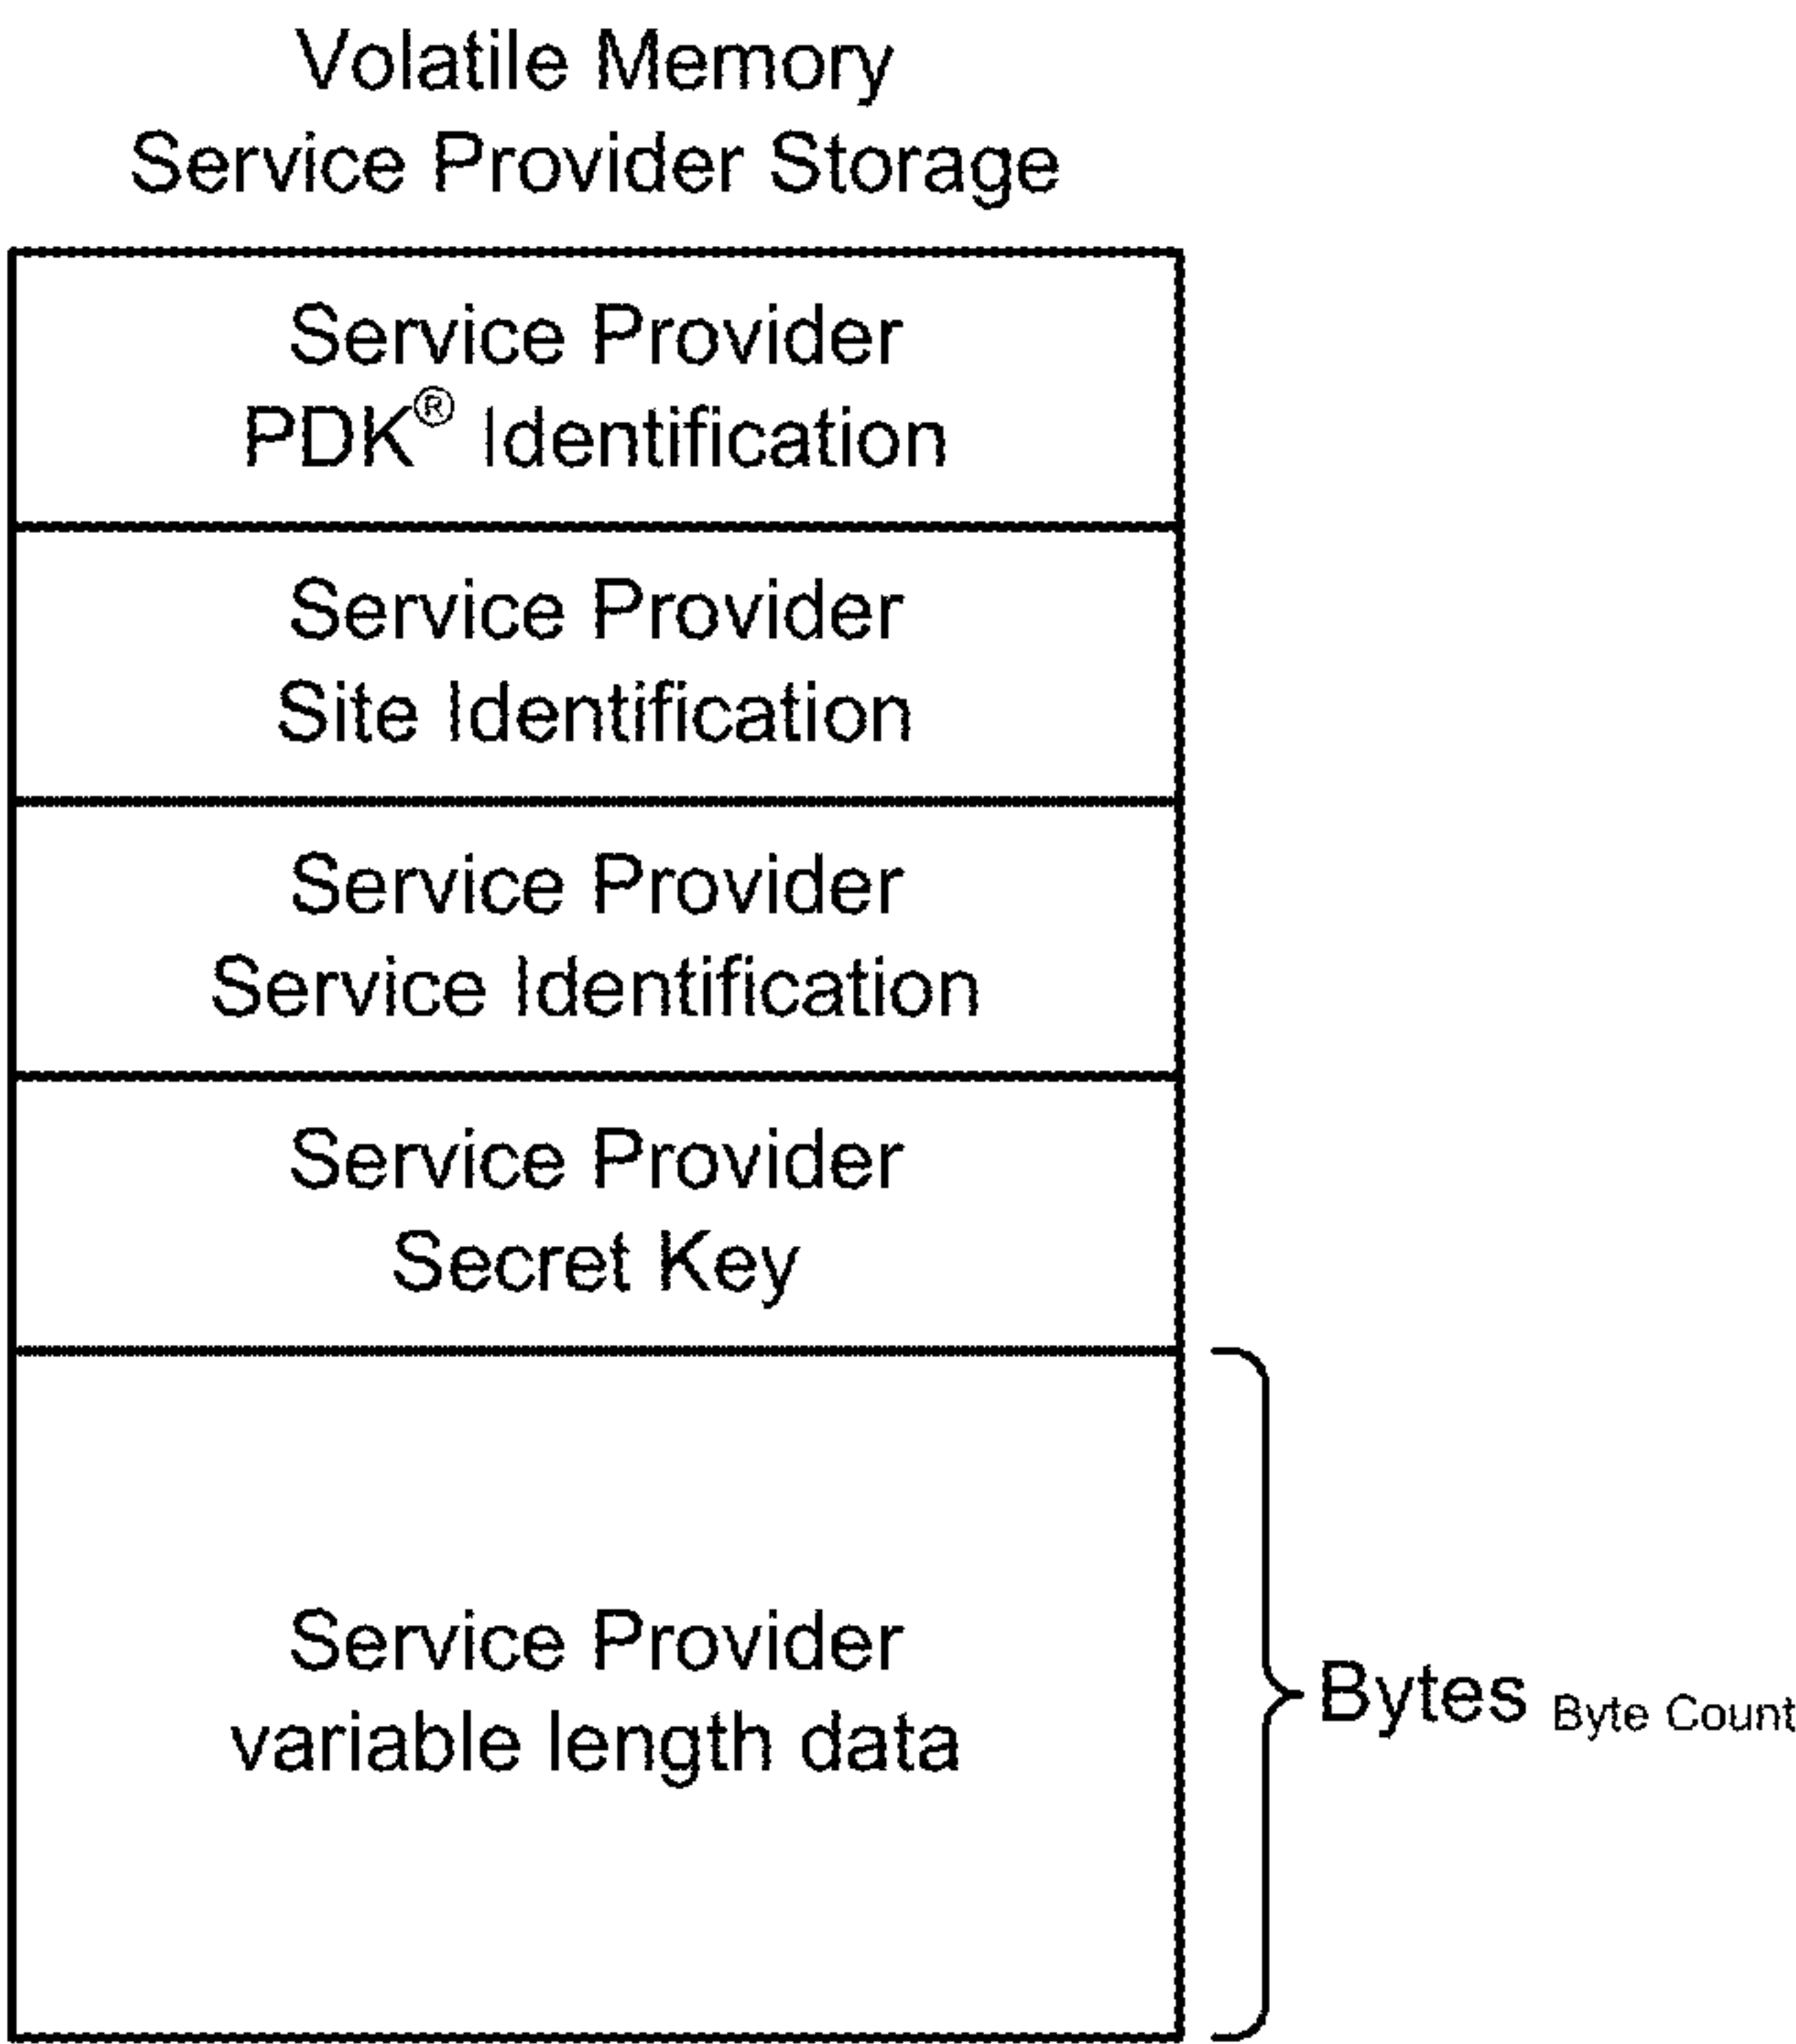 Volatile Memory
Service Provider Storage
Service Provider
PDK® Identification
Service Provider
Site Identification
Service Provider
Service Identification
Service Provider
Secret Key
Service Provider
variable length data
Bytes Byte Count